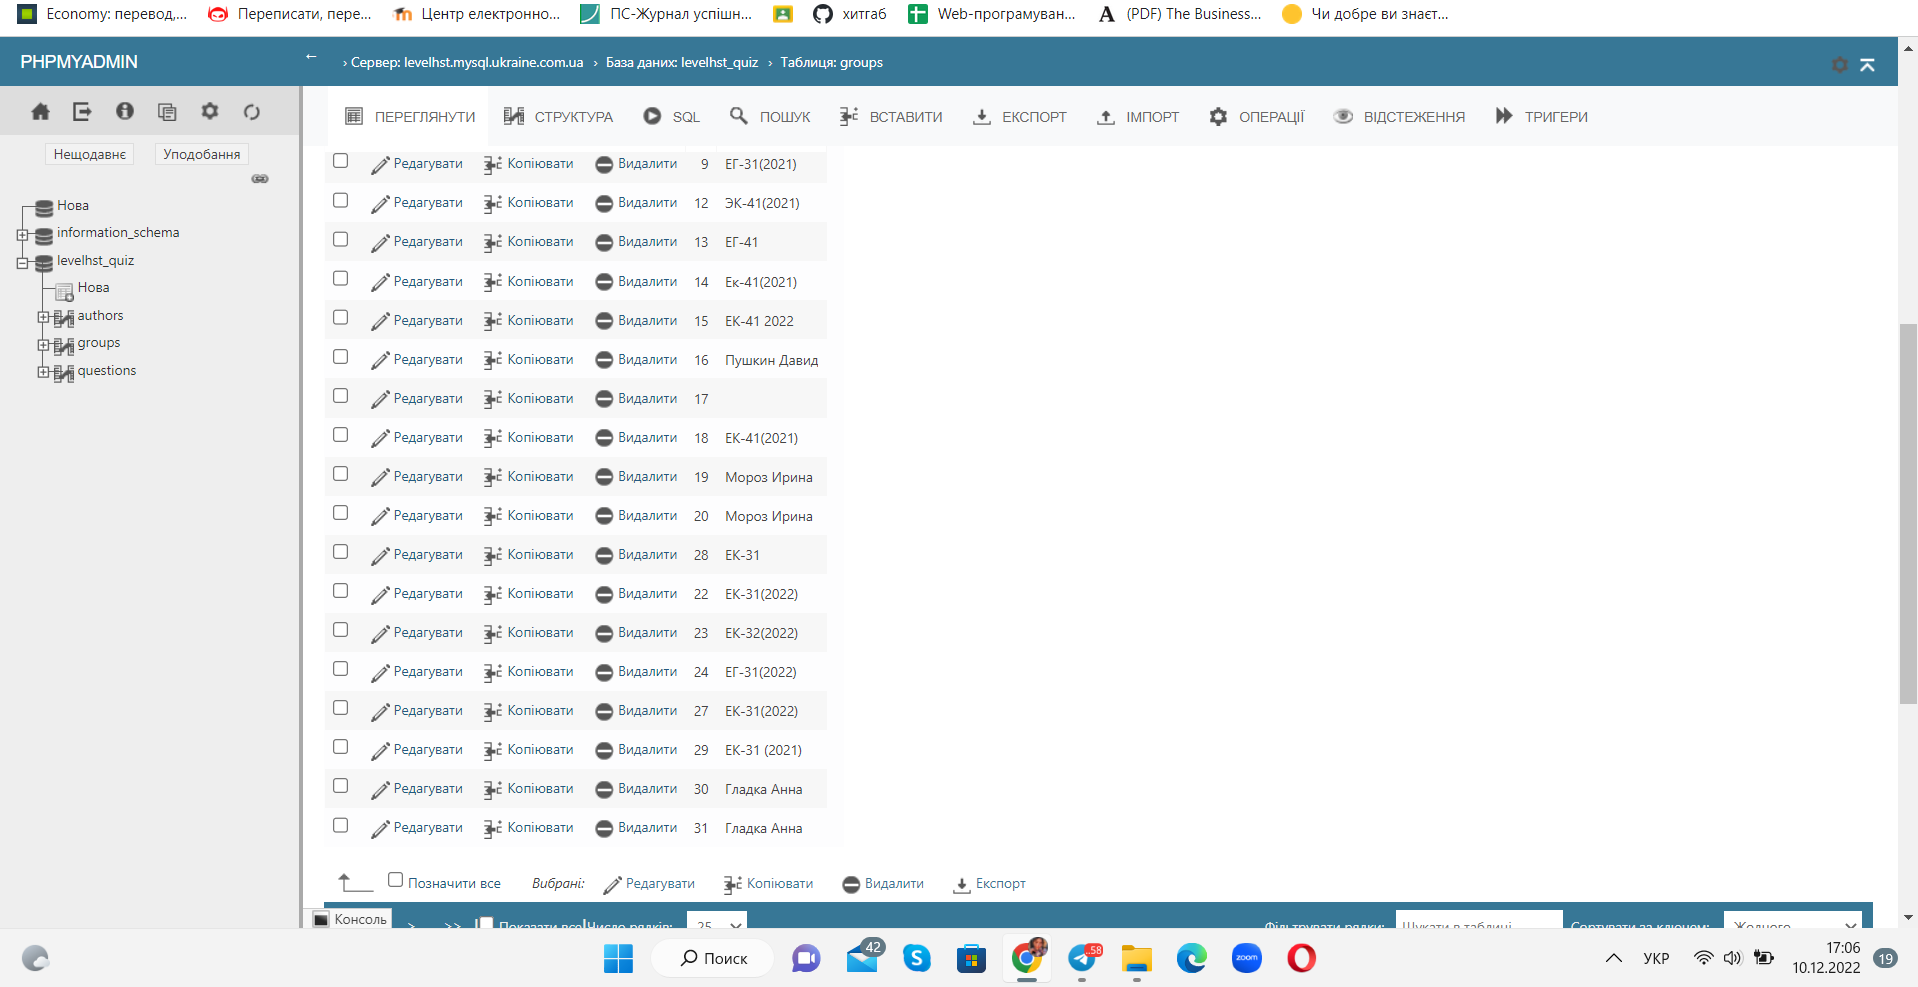 Economy: перевод,... Переписати, пере... Центр електронно... ПС-Журнал успішн... хитгаб Web-програмуван... (PDF) The Business... Чи добре ви знаєт...
PHPMYADMIN
← › Сервер: levelhst.mysql.ukraine.com.ua › База даних: levelhst_quiz › Таблиця: groups
ПЕРЕГЛЯНУТИ СТРУКТУРА SQL ПОШУК ВСТАВИТИ ЕКСПОРТ ІМПОРТ ОПЕРАЦІЇ ВІДСТЕЖЕННЯ ТРИГЕРИ
Нещодавнє Уподобання
Нова
information_schema
levelhst_quiz
Нова
authors
groups
questions
Редагувати Копіювати Видалити 9 ЕГ-31(2021)
Редагувати Копіювати Видалити 12 ЭК-41(2021)
Редагувати Копіювати Видалити 13 ЕГ-41
Редагувати Копіювати Видалити 14 Ек-41(2021)
Редагувати Копіювати Видалити 15 ЕК-41 2022
Редагувати Копіювати Видалити 16 Пушкин Давид
Редагувати Копіювати Видалити 17
Редагувати Копіювати Видалити 18 ЕК-41(2021)
Редагувати Копіювати Видалити 19 Мороз Ирина
Редагувати Копіювати Видалити 20 Мороз Ирина
Редагувати Копіювати Видалити 28 ЕК-31
Редагувати Копіювати Видалити 22 ЕК-31(2022)
Редагувати Копіювати Видалити 23 ЕК-32(2022)
Редагувати Копіювати Видалити 24 ЕГ-31(2022)
Редагувати Копіювати Видалити 27 ЕК-31(2022)
Редагувати Копіювати Видалити 29 ЕК-31 (2021)
Редагувати Копіювати Видалити 30 Гладка Анна
Редагувати Копіювати Видалити 31 Гладка Анна
Позначити все Вибрані: Редагувати Копіювати Видалити Експорт
Консоль > >> Показати все Число рядків: 25 Фільтрувати рядки: Шукати в таблиці Сортувати за ключем: Жодного
Поиск 42 58 zoom УКР 17:06
10.12.2022 19